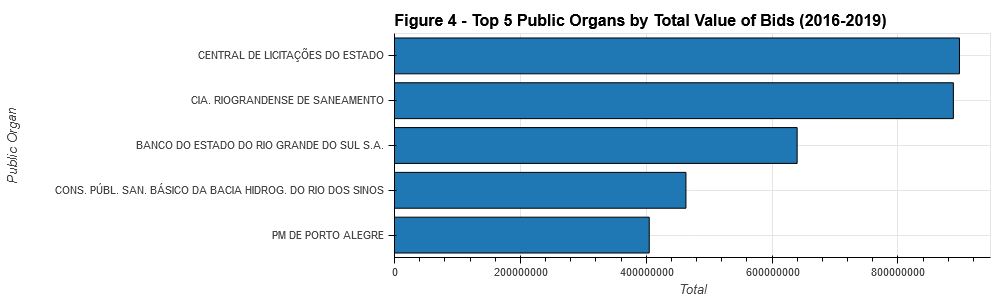 Figure 4 - Top 5 Public Organs by Total Value of Bids (2016-2019)
CENTRAL DE LICITAÇÕES DO ESTADO
CIA. RIOGRANDENSE DE SANEAMENTO
BANCO DO ESTADO DO RIO GRANDE DO SUL S.A.
CONS. PÚBL. SAN. BÁSICO DA BACIA HIDROG. DO RIO DOS SINOS
PM DE PORTO ALEGRE
Public Organ
0 200000000 400000000 600000000 800000000
Total